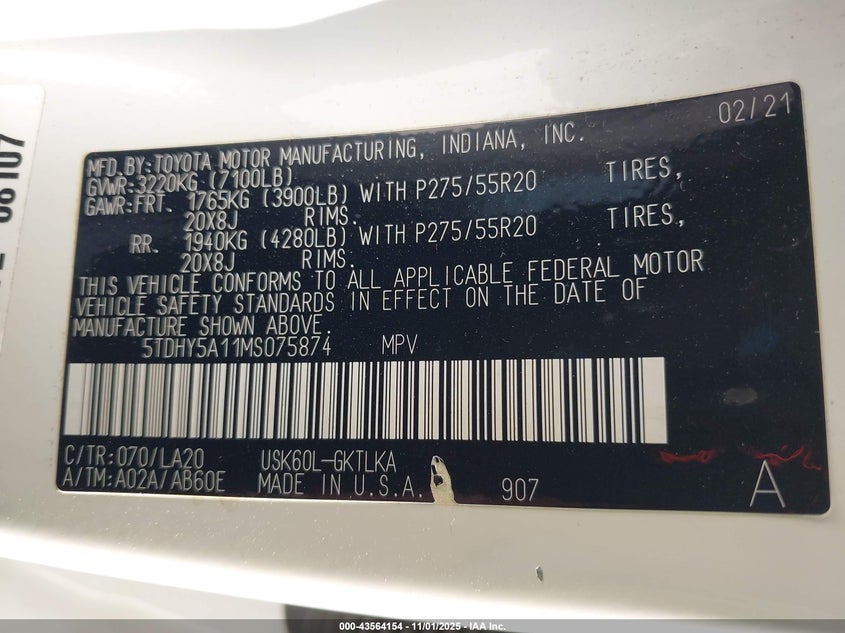 02/21
MFD.BY:TOYOTA MOTOR MANUFACTURING, INDIANA, INC.
GVWR:3220KG (7100LB)
GAWR:FRT. 1765KG (3900LB) WITH P275/55R20 TIRES,
20X8J RIMS.
RR. 1940KG (4280LB) WITH P275/55R20 TIRES,
20X8J RIMS.
THIS VEHICLE CONFORMS TO ALL APPLICABLE FEDERAL MOTOR
VEHICLE SAFETY STANDARDS IN EFFECT ON THE DATE OF
MANUFACTURE SHOWN ABOVE.
5TDHY5A11MS075874 MPV
C/TR:070/LA20 USK60L-GKTLKA
A/TM:A02A/AB60E MADE IN U.S.A. 907 A
000-43564154 - 11/01/2025 - IAA Inc.